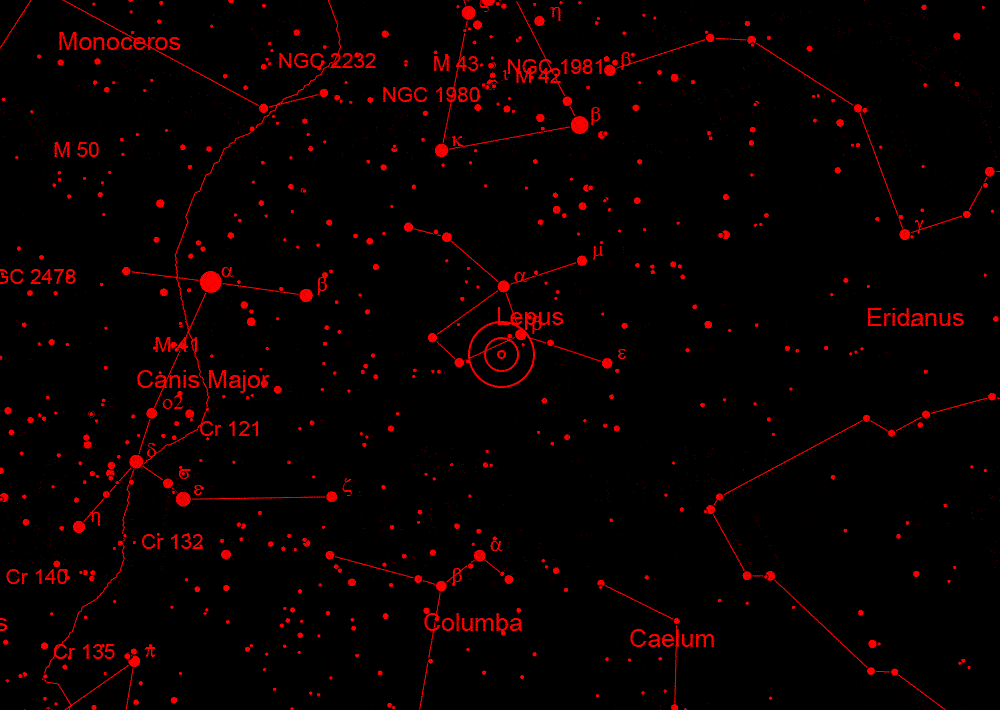 η
Monoceros
NGC 2232
M 43
ι
NGC 1981
β
M 42
NGC 1980
β
κ
M 50
γ
μ
α
α
GC 2478
β
Lepus
β
Eridanus
M 41
ε
Canis Major
ο2
Cr 121
δ
σ
ε
ζ
η
Cr 132
α
Cr 140
β
Columba
s
Caelum
Cr 135
π